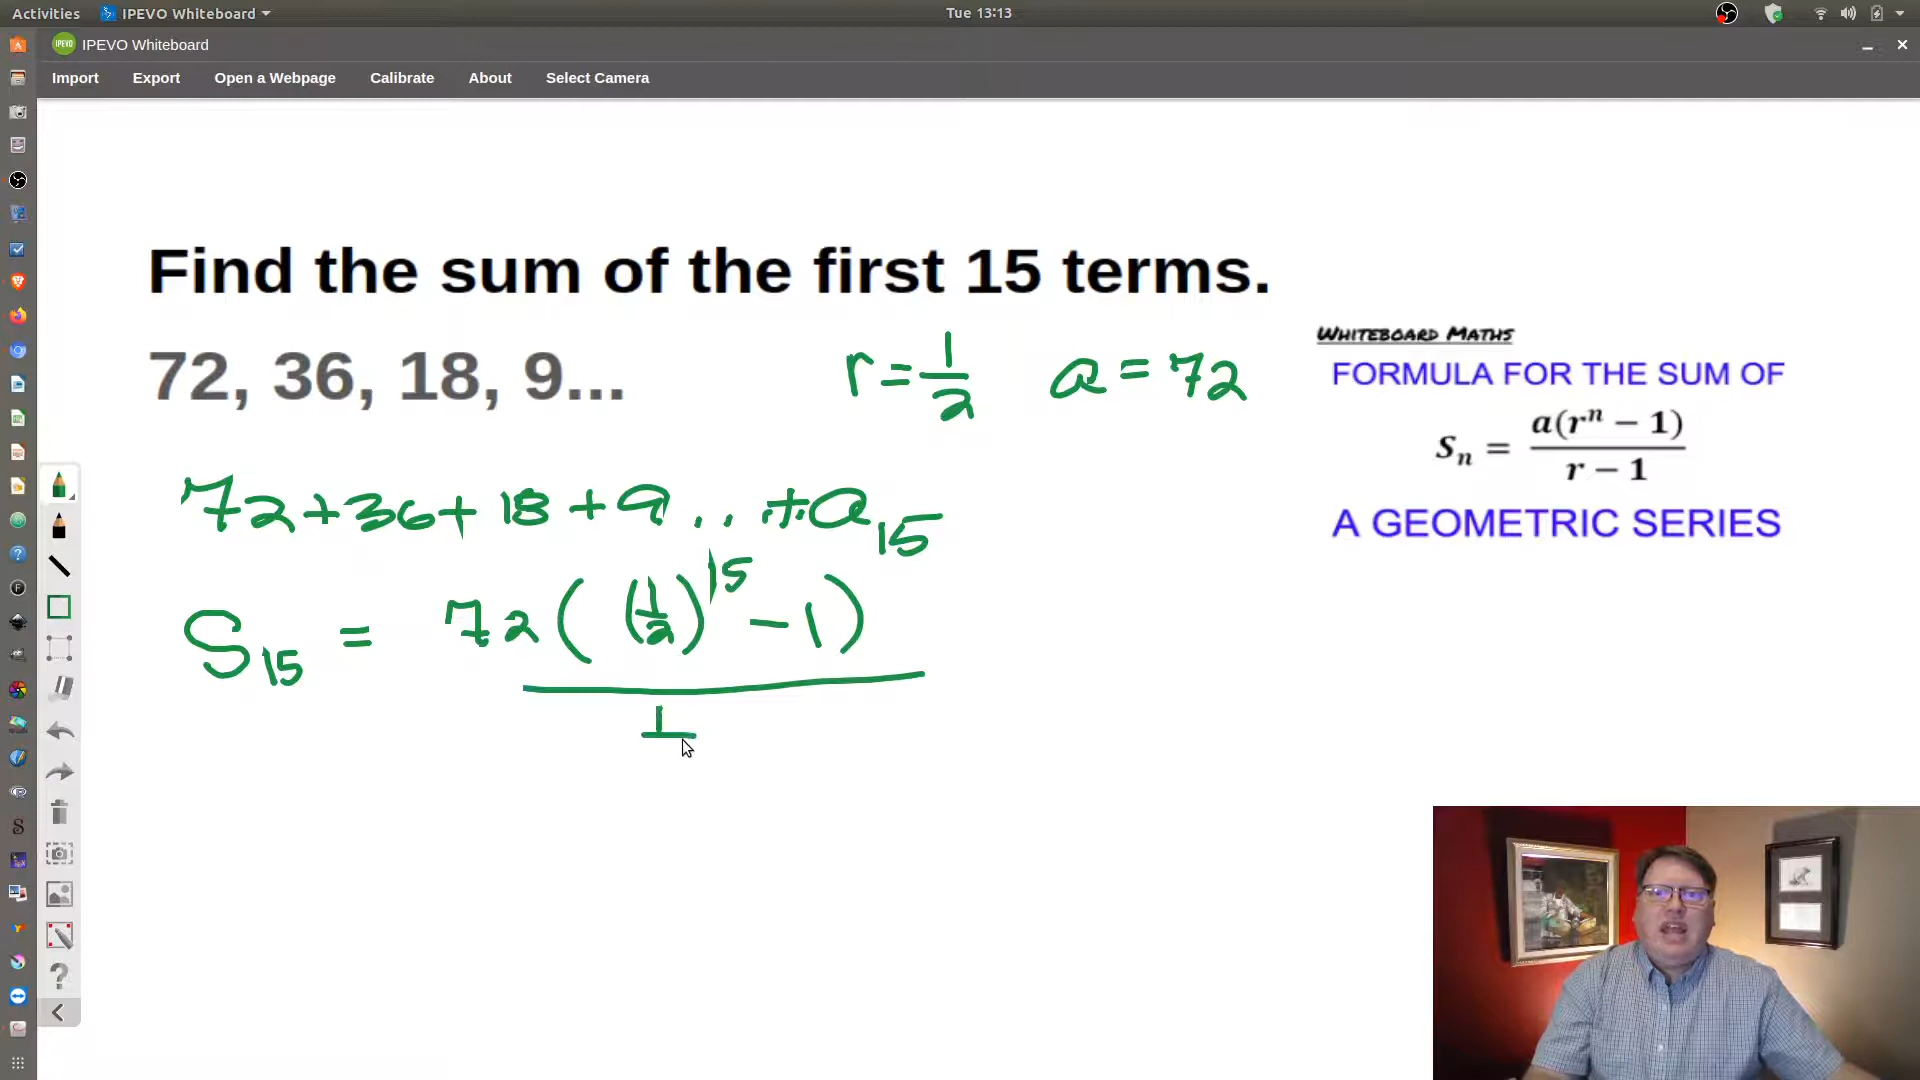 Activities IPEVO Whiteboard Tue 13:13
IPEVO Whiteboard
Import Export Open a Webpage Calibrate About Select Camera
Find the sum of the first 15 terms.
72, 36, 18, 9...
r = 1/2 a = 72
WHITEBOARD MATHS
FORMULA FOR THE SUM OF
Sₙ = a(rⁿ − 1) / r − 1
A GEOMETRIC SERIES
72 + 36 + 18 + 9 . . . + a₁₅
S₁₅ = 72 ( (1/2)¹⁵ − 1 )
1